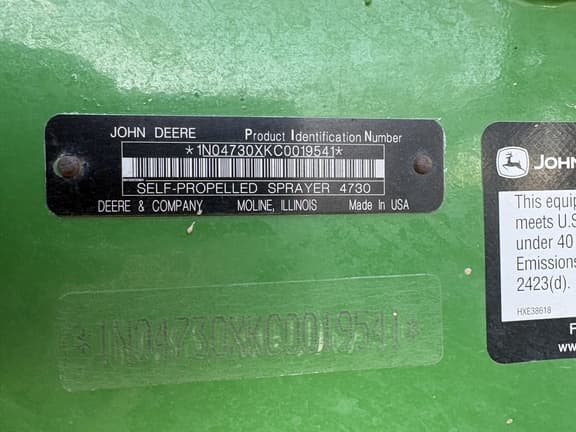 JOHN DEERE Product Identification Number
*1N04730XKC0019541*
SELF-PROPELLED SPRAYER 4730
DEERE & COMPANY MOLINE, ILLINOIS Made In USA
*1N04730XKC0019541*
JOHN
This equip
meets U.S
under 40
Emissions
2423(d).
HXE38618
F
www.